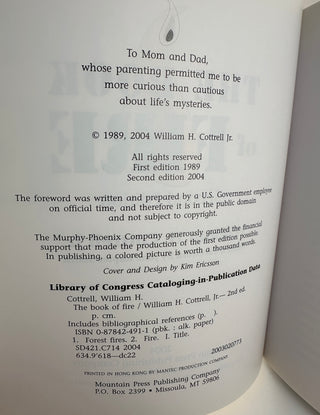 To Mom and Dad,
whose parenting permitted me to be
more curious than cautious
about life's mysteries.
© 1989, 2004 William H. Cottrell Jr.
All rights reserved
First edition 1989
Second edition 2004
The foreword was written and prepared by a U.S. Government employee
on official time, and therefore it is in the public domain
and not subject to copyright.
The Murphy-Phoenix Company generously granted the financial
support that made the production of the first edition possible.
In publishing, a colored picture is worth a thousand words.
Cover and Design by Kim Ericsson
Library of Congress Cataloging-in-Publication Data
Cottrell, William H.
The book of fire / William H. Cottrell, Jr.— 2nd ed.
p. cm.
Includes bibliographical references (p. ).
ISBN 0-87842-491-1 (pbk. : alk. paper)
1. Forest fires. 2. Fire. I. Title.
SD421.C714 2004
634.9'618—dc22
2003020773
PRINTED IN HONG KONG BY MANTEC PRODUCTION COMPANY
Mountain Press Publishing Company
P.O. Box 2399 • Missoula, MT 59806